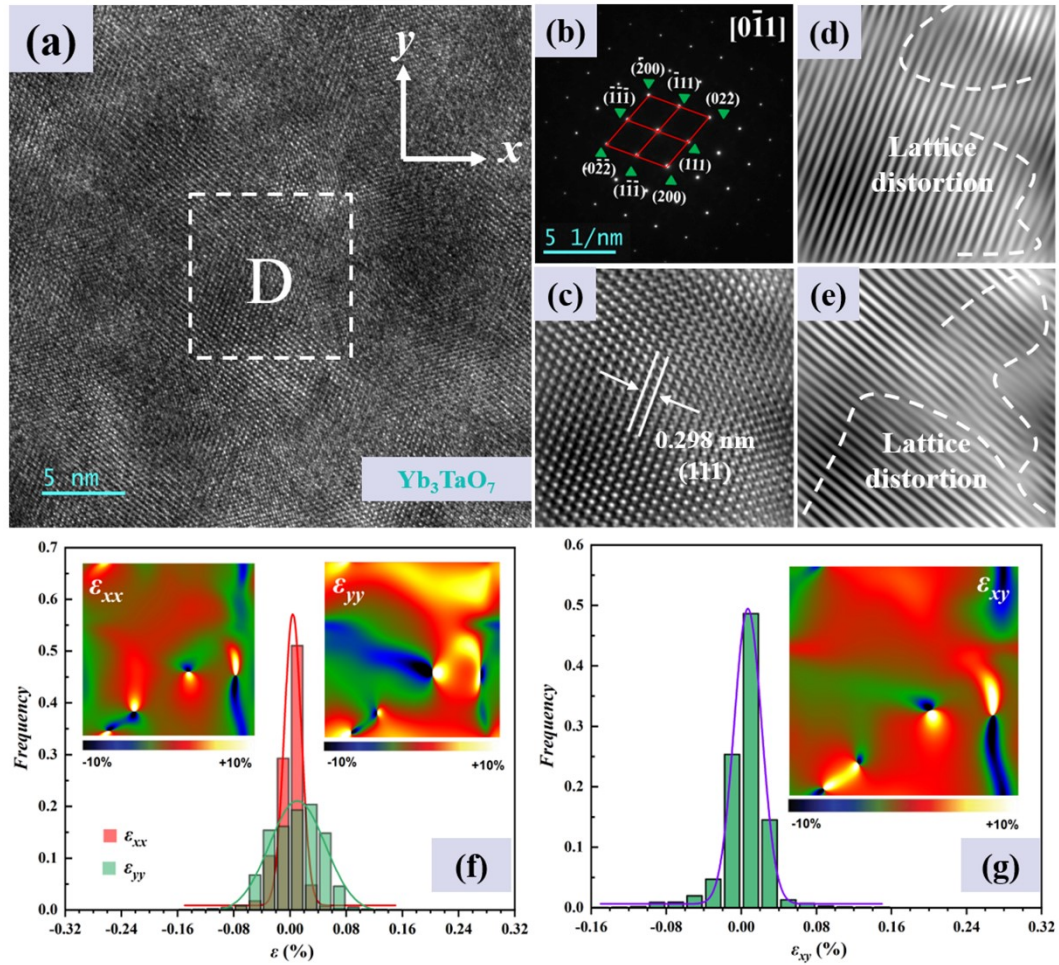 (a)
y
x
D
5 nm
Yb₃TaO₇
(b)
[01̄1]
(2̄00)
(1̄11)
(1̄1̄1̄)
(022)
(02̄2̄)
(111)
(11̄1̄)
(200)
5 1/nm
(c)
0.298 nm
(111)
(d)
Lattice
distortion
(e)
Lattice
distortion
0.7
0.6
0.5
0.4
0.3
0.2
0.1
0.0
Frequency
εxx
-10%
+10%
εyy
-10%
+10%
εxx
εyy
(f)
-0.32
-0.24
-0.16
-0.08
0.00
0.08
0.16
0.24
0.32
ε (%)
0.6
0.5
0.4
0.3
0.2
0.1
0.0
Frequency
εxy
-10%
+10%
(g)
-0.16
-0.08
0.00
0.08
0.16
0.24
0.32
εxy (%)